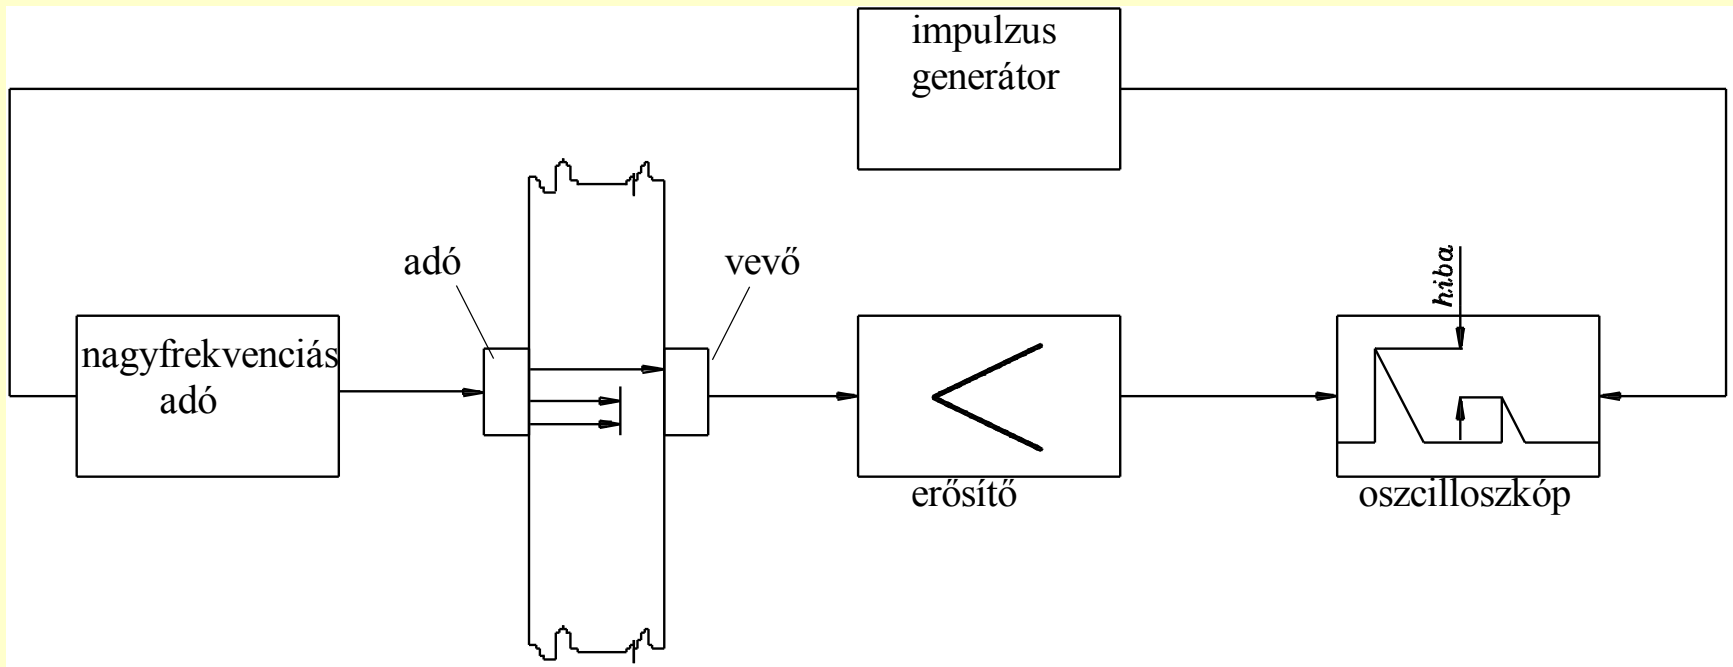 impulzus
generátor
adó
vevő
hiba
nagyfrekvenciás
adó
erősítő
oszcilloszkóp